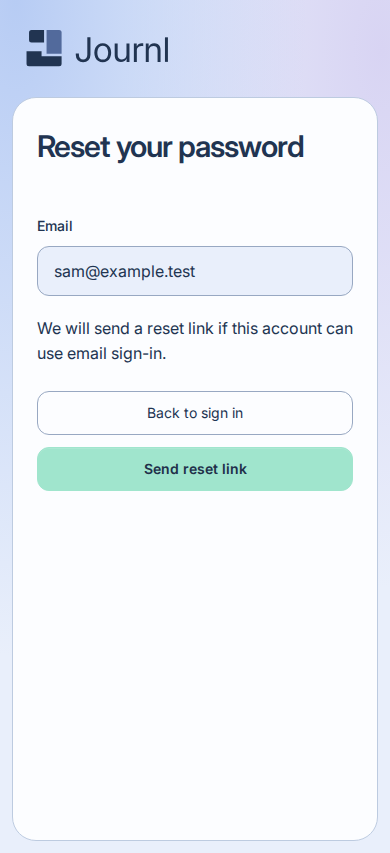 Journl
Reset your password
Email
sam@example.test
We will send a reset link if this account can
use email sign-in.
Back to sign in
Send reset link